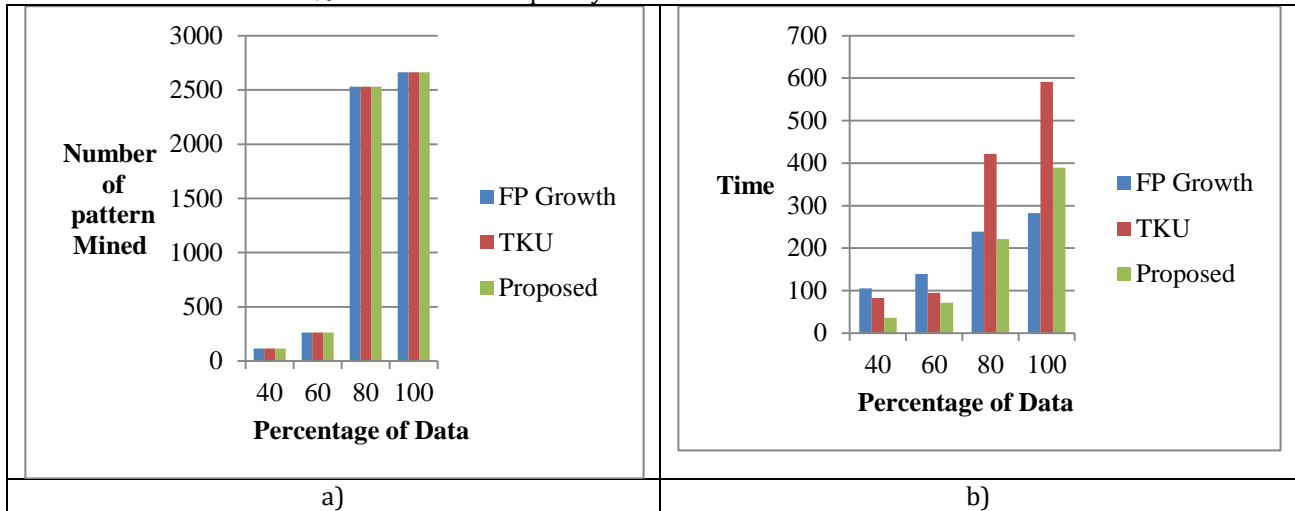 3000
2500
2000
1500
1000
500
0
Number
of
pattern
Mined
40 60 80 100
Percentage of Data
FP Growth
TKU
Proposed
a)
700
600
500
400
300
200
100
0
Time
40 60 80 100
Percentage of Data
FP Growth
TKU
Proposed
b)